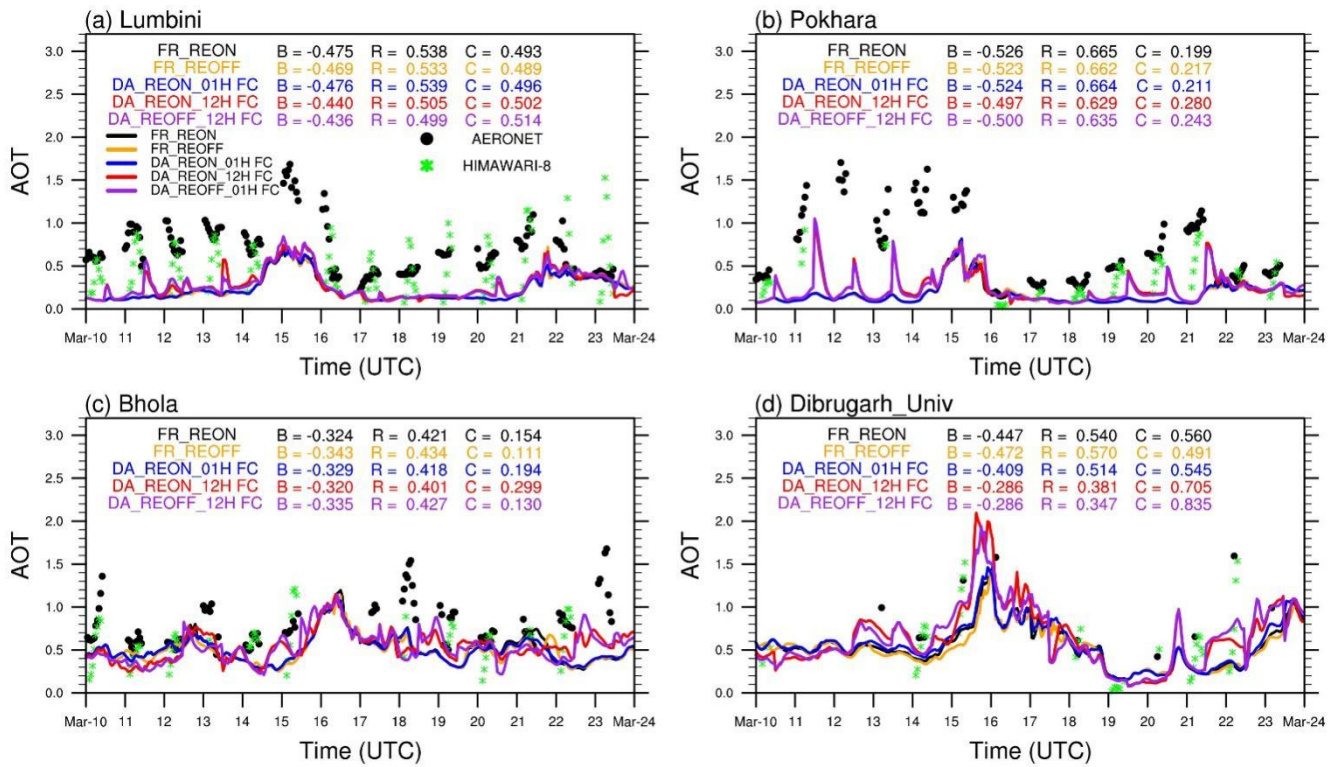 (a) Lumbini
FR_REON B = -0.475 R = 0.538 C = 0.493
FR_REOFF B = -0.469 R = 0.533 C = 0.489
DA_REON_01H FC B = -0.476 R = 0.539 C = 0.496
DA_REON_12H FC B = -0.440 R = 0.505 C = 0.502
DA_REOFF_12H FC B = -0.436 R = 0.499 C = 0.514
FR_REON
FR_REOFF
DA_REON_01H FC
DA_REON_12H FC
DA_REOFF_01H FC
AERONET
HIMAWARI-8
AOT
3.0
2.5
2.0
1.5
1.0
0.5
0.0
Mar-10 11 12 13 14 15 16 17 18 19 20 21 22 23 Mar-24
Time (UTC)
(b) Pokhara
FR_REON B = -0.526 R = 0.665 C = 0.199
FR_REOFF B = -0.523 R = 0.662 C = 0.217
DA_REON_01H FC B = -0.524 R = 0.664 C = 0.211
DA_REON_12H FC B = -0.497 R = 0.629 C = 0.280
DA_REOFF_12H FC B = -0.500 R = 0.635 C = 0.243
AOT
3.0
2.5
2.0
1.5
1.0
0.5
0.0
Mar-10 11 12 13 14 15 16 17 18 19 20 21 22 23 Mar-24
Time (UTC)
(c) Bhola
FR_REON B = -0.324 R = 0.421 C = 0.154
FR_REOFF B = -0.343 R = 0.434 C = 0.111
DA_REON_01H FC B = -0.329 R = 0.418 C = 0.194
DA_REON_12H FC B = -0.320 R = 0.401 C = 0.299
DA_REOFF_12H FC B = -0.335 R = 0.427 C = 0.130
AOT
3.0
2.5
2.0
1.5
1.0
0.5
0.0
Mar-10 11 12 13 14 15 16 17 18 19 20 21 22 23 Mar-24
Time (UTC)
(d) Dibrugarh_Univ
FR_REON B = -0.447 R = 0.540 C = 0.560
FR_REOFF B = -0.472 R = 0.570 C = 0.491
DA_REON_01H FC B = -0.409 R = 0.514 C = 0.545
DA_REON_12H FC B = -0.286 R = 0.381 C = 0.705
DA_REOFF_12H FC B = -0.286 R = 0.347 C = 0.835
AOT
3.0
2.5
2.0
1.5
1.0
0.5
0.0
Mar-10 11 12 13 14 15 16 17 18 19 20 21 22 23 Mar-24
Time (UTC)